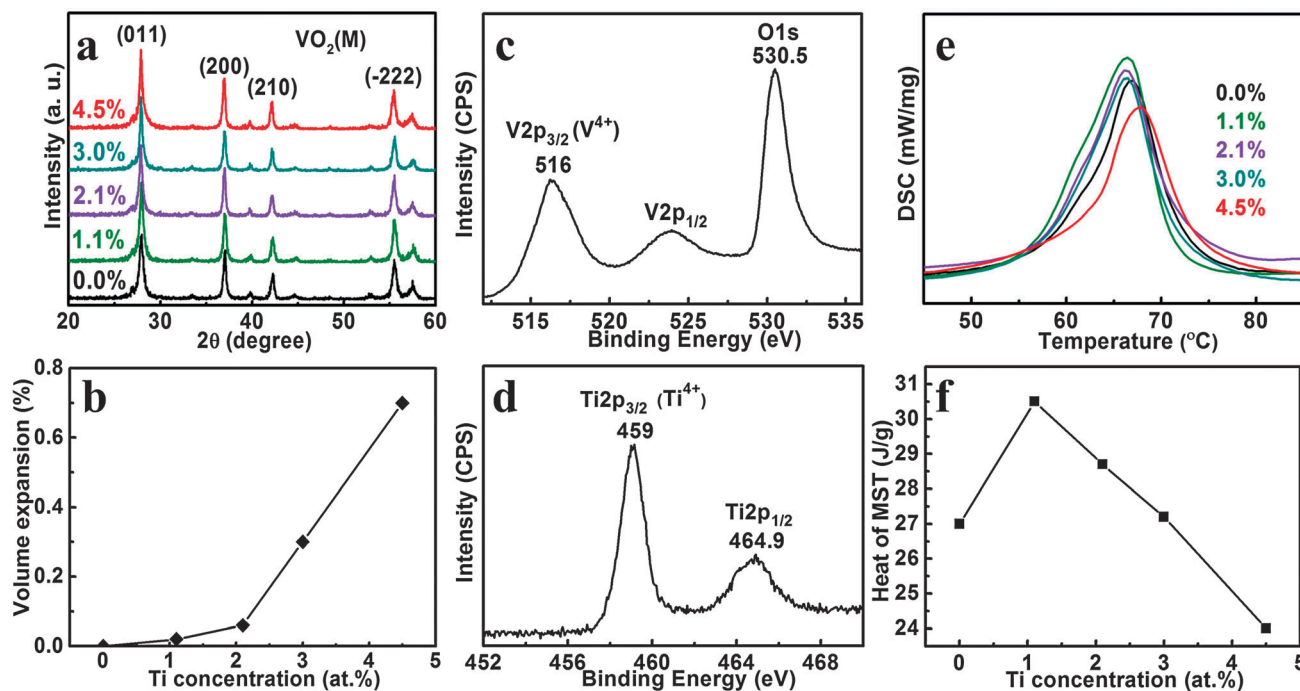 a
(011)
VO2(M)
(200)
(210)
(-222)
4.5%
3.0%
2.1%
1.1%
0.0%
Intensity (a. u.)
20 30 40 50 60
2θ (degree)
c
O1s
530.5
V2p3/2 (V4+)
516
V2p1/2
Intensity (CPS)
515 520 525 530 535
Binding Energy (eV)
e
0.0%
1.1%
2.1%
3.0%
4.5%
DSC (mW/mg)
50 60 70 80
Temperature (oC)
b
0.8
0.6
0.4
0.2
0.0
Volume expansion (%)
0 1 2 3 4 5
Ti concentration (at.%)
d
Ti2p3/2 (Ti4+)
459
Ti2p1/2
464.9
Intensity (CPS)
452 456 460 464 468
Binding Energy (eV)
f
31
30
29
28
27
26
25
24
Heat of MST (J/g)
0 1 2 3 4 5
Ti concentration (at.%)